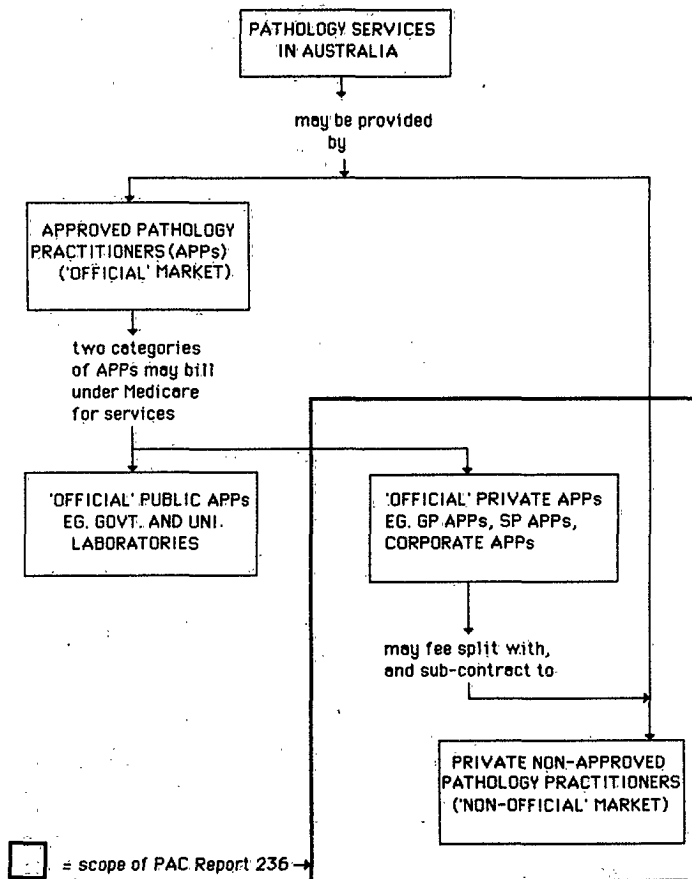 PATHOLOGY SERVICES
IN AUSTRALIA
may be provided
by
APPROVED PATHOLOGY
PRACTITIONERS (APPs)
('OFFICIAL' MARKET)
two categories
of APPs may bill
under Medicare
for services
'OFFICIAL' PUBLIC APPs
EG. GOVT. AND UNI.
LABORATORIES
'OFFICIAL' PRIVATE APPs
EG. GP APPs, SP APPs,
CORPORATE APPs
may fee split with,
and sub-contract to
PRIVATE NON-APPROVED
PATHOLOGY PRACTITIONERS
('NON-OFFICIAL' MARKET)
= scope of PAC Report 236